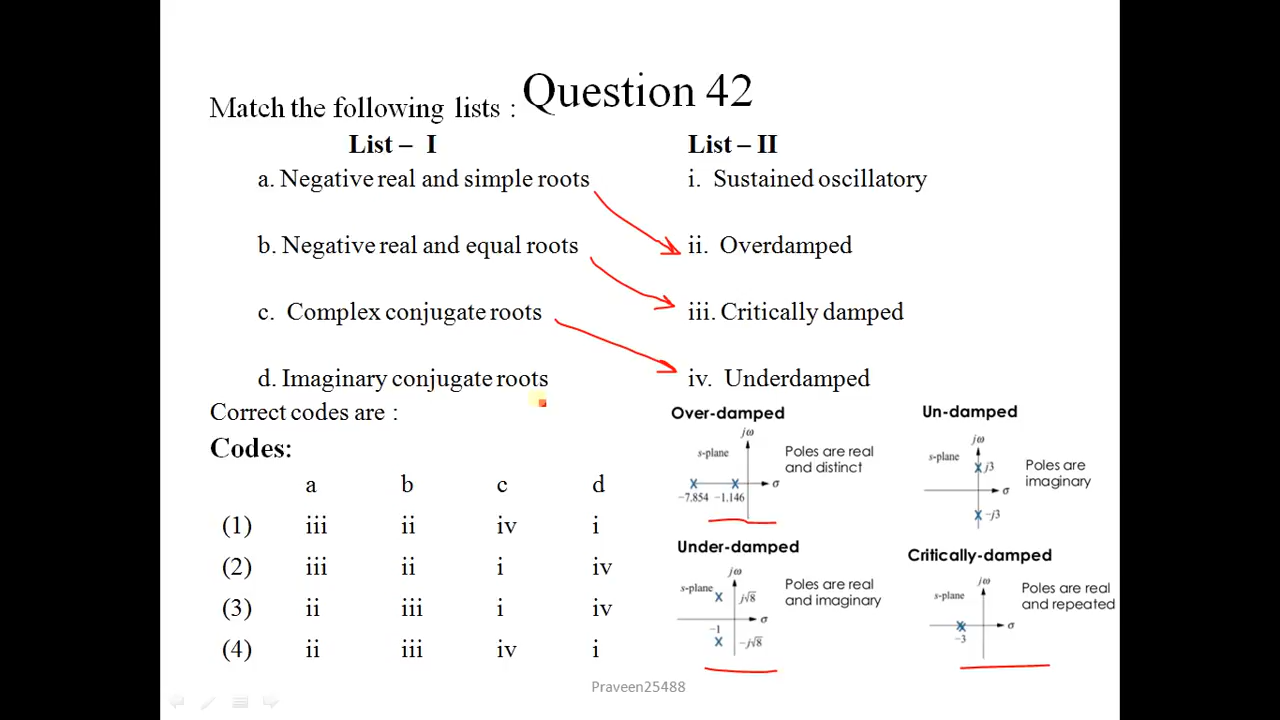 Question 42
Match the following lists :
List – I List – II
a. Negative real and simple roots i. Sustained oscillatory
b. Negative real and equal roots ii. Overdamped
c. Complex conjugate roots iii. Critically damped
d. Imaginary conjugate roots iv. Underdamped
Correct codes are :
Codes:
a b c d
(1) iii ii iv i
(2) iii ii i iv
(3) ii iii i iv
(4) ii iii iv i
Over-damped
jω
s-plane
Poles are real
and distinct
σ
−7.854 −1.146
Un-damped
jω
s-plane
j3
Poles are
imaginary
σ
−j3
Under-damped
jω
s-plane
j√8
Poles are real
and imaginary
σ
−1
−j√8
Critically-damped
jω
s-plane
Poles are real
and repeated
σ
−3
Praveen25488